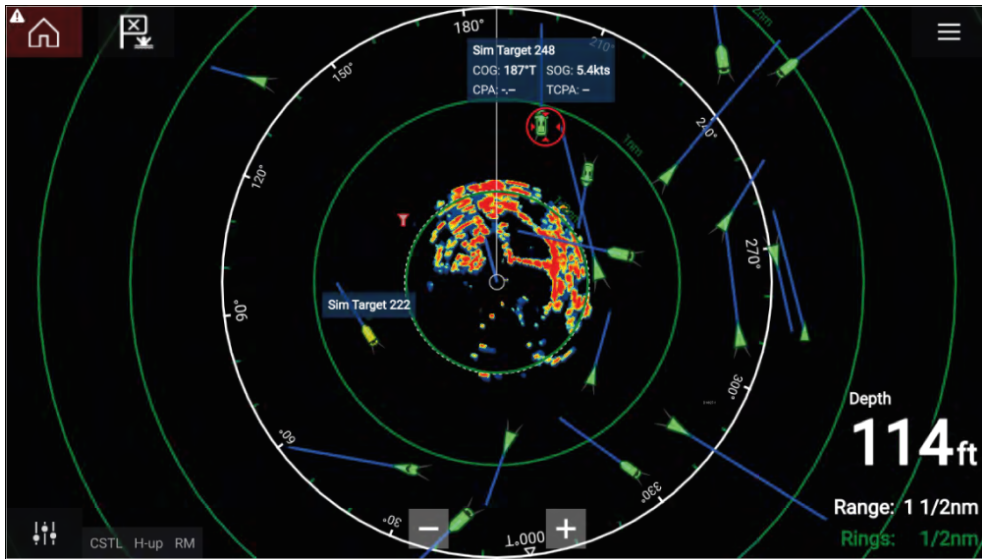 180°
2nm
210°
Sim Target 248
COG: 187°T SOG: 5.4kts
CPA: -.-- TCPA: --
150°
240°
1nm
120°
270°
90°
Sim Target 222
300°
Depth
114 ft
60°
330°
Range: 1 1/2nm
30°
000°T
CSTL H-up RM
Rings: 1/2nm